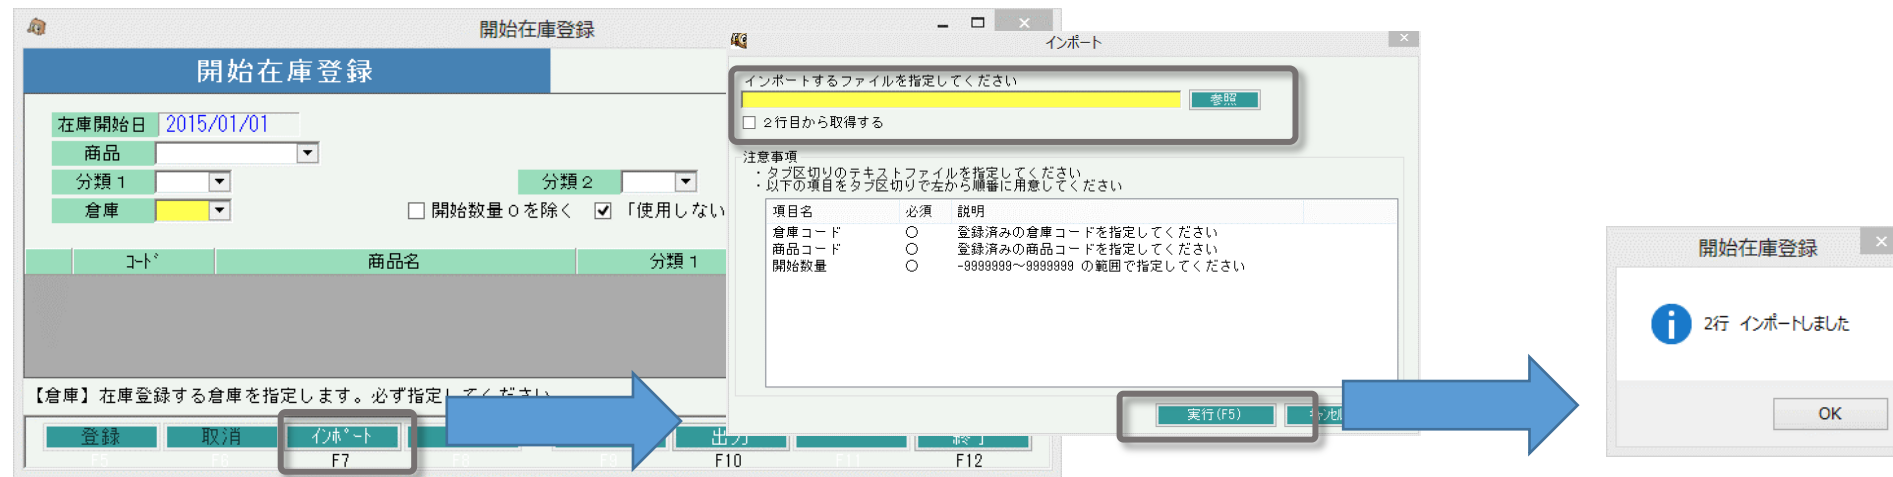 開始在庫登録
開始在庫登録
在庫開始日 2015/01/01
商品
分類1
分類2
倉庫
開始数量0を除く
「使用しない
コード 商品名 分類1
【倉庫】在庫登録する倉庫を指定します。必ず指定してください
登録 取消 インポート 出力 終了
F5 F6 F7 F8 F9 F10 F11 F12
インポート
インポートするファイルを指定してください
参照
2行目から取得する
注意事項
・タブ区切りのテキストファイルを指定してください
・以下の項目をタブ区切りで左から順番に用意してください
項目名 必須 説明
倉庫コード ○ 登録済みの倉庫コードを指定してください
商品コード ○ 登録済みの商品コードを指定してください
開始数量 ○ -9999999～9999999 の範囲で指定してください
実行(F5)
開始在庫登録
2行 インポートしました
OK